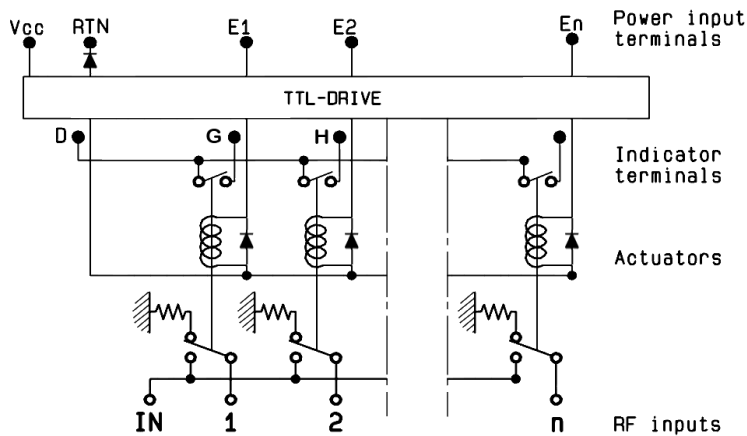 Vcc RTN E1 E2 En Power input
terminals
TTL-DRIVE
D G H
Indicator
terminals
Actuators
IN 1 2 n RF inputs